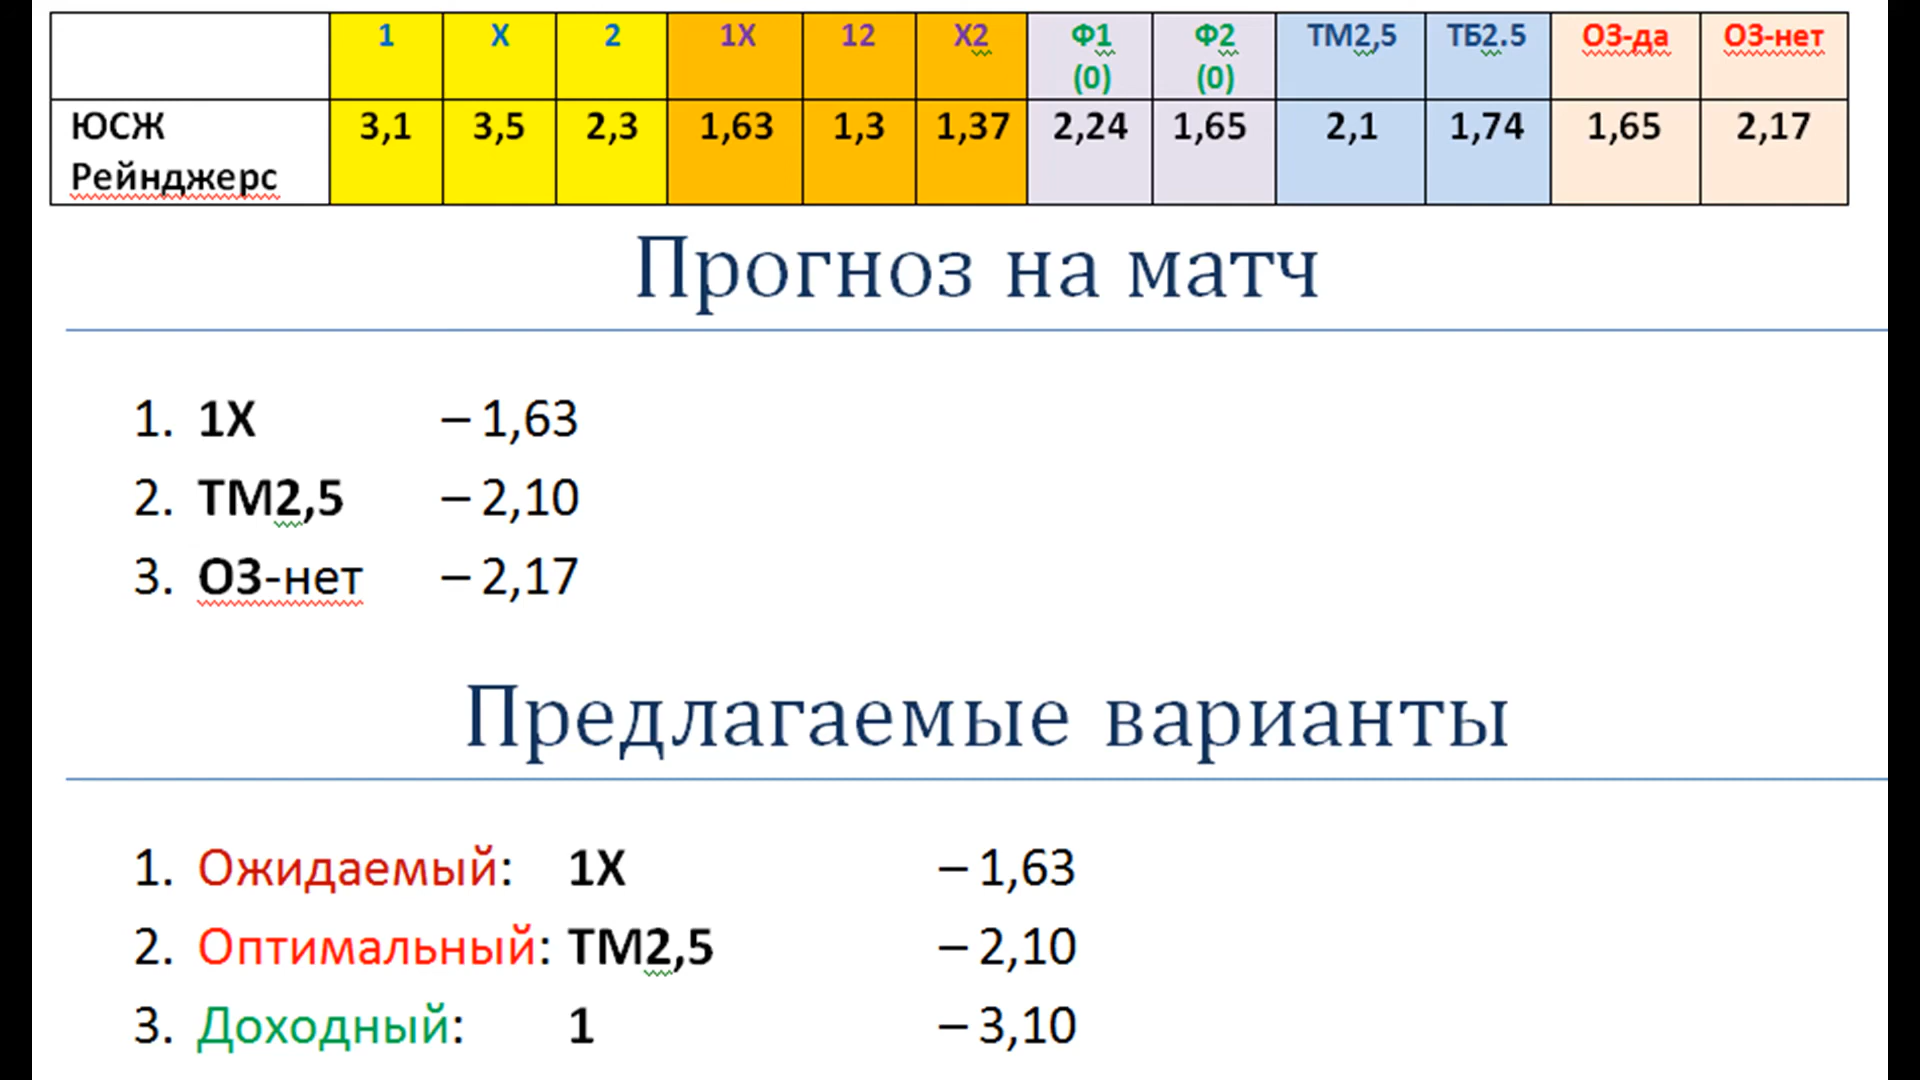 1 X 2 1X 12 X2 Ф1 (0) Ф2 (0) ТМ2,5 ТБ2.5 ОЗ-да ОЗ-нет
ЮСЖ Рейнджерс 3,1 3,5 2,3 1,63 1,3 1,37 2,24 1,65 2,1 1,74 1,65 2,17
Прогноз на матч
1. 1X – 1,63
2. ТМ2,5 – 2,10
3. ОЗ-нет – 2,17
Предлагаемые варианты
1. Ожидаемый: 1X – 1,63
2. Оптимальный: ТМ2,5 – 2,10
3. Доходный: 1 – 3,10